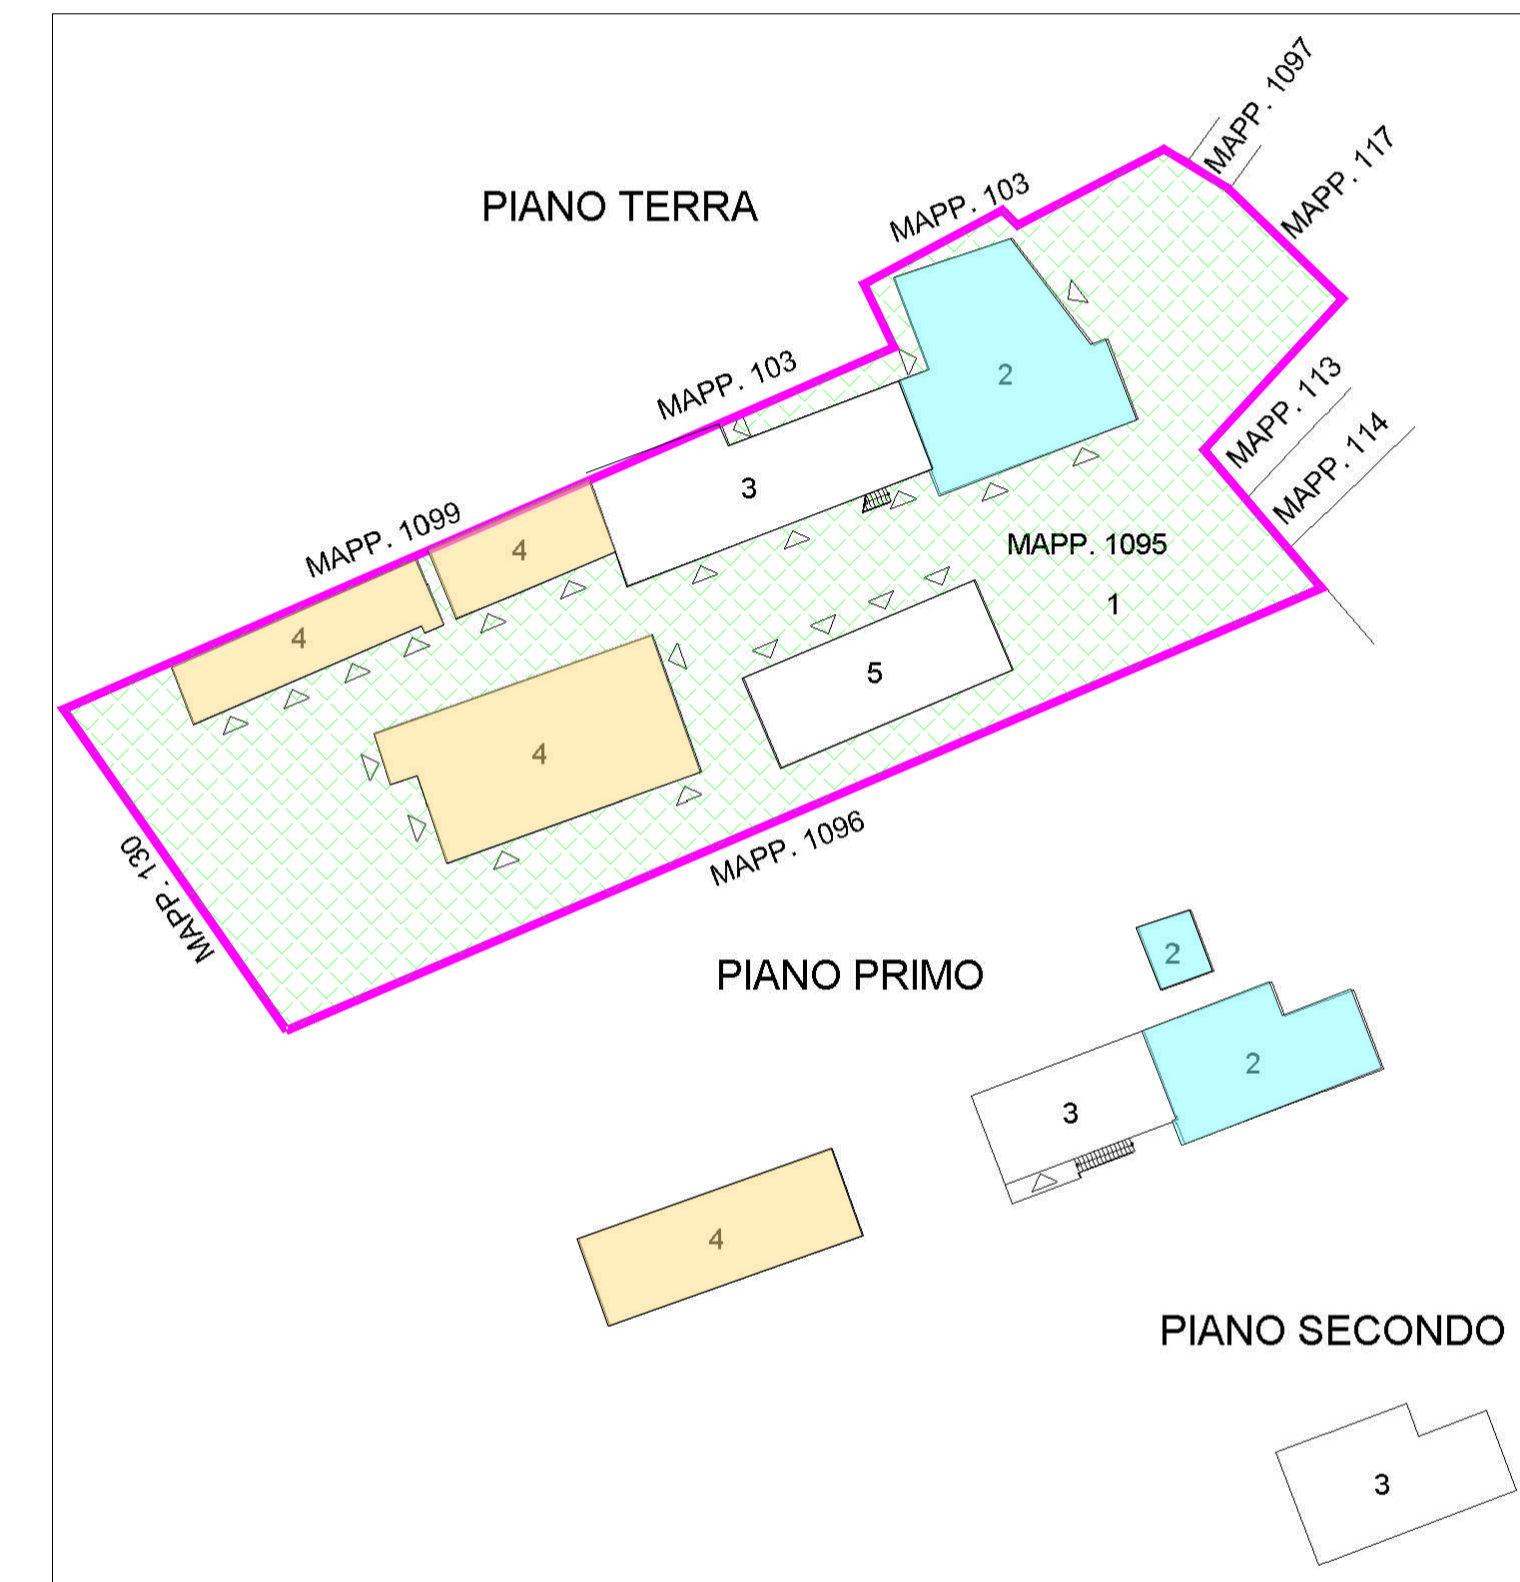 MAPP. 1097
MAPP. 117
PIANO TERRA
MAPP. 103
MAPP. 103
2
MAPP. 113
MAPP. 114
3
MAPP. 1099
4
MAPP. 1095
1
4
5
4
MAPP. 1096
MAPP. 130
PIANO PRIMO
2
2
3
4
PIANO SECONDO
3